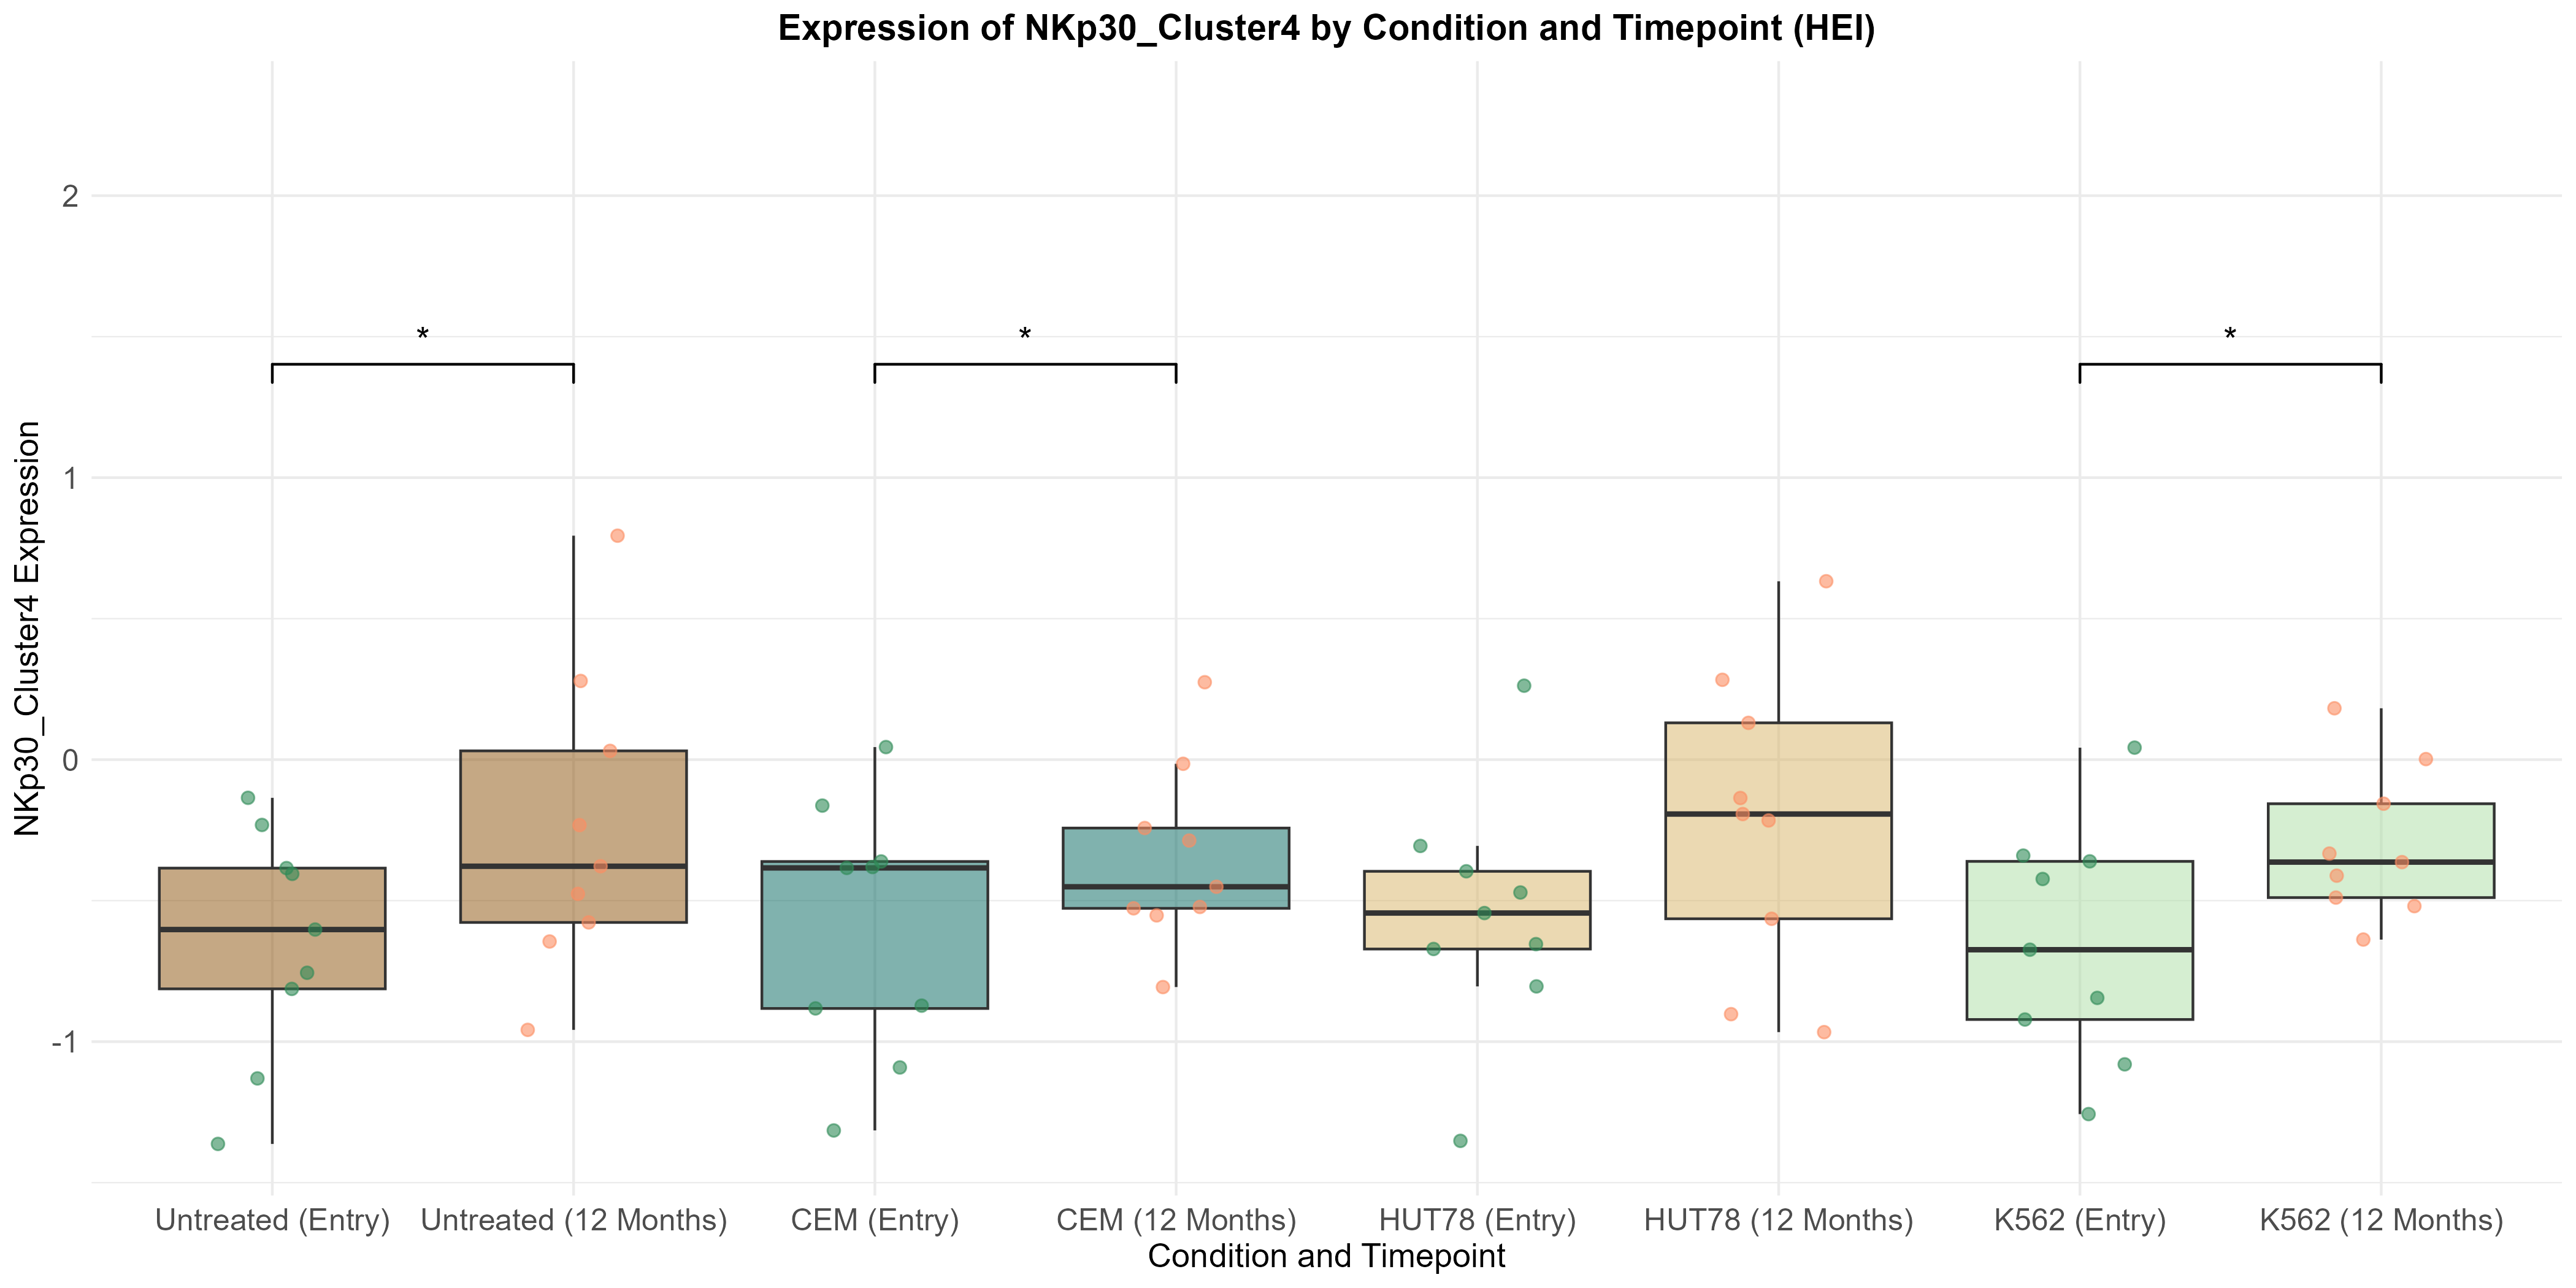 Expression of NKp30_Cluster4 by Condition and Timepoint (HEI)
NKp30_Cluster4 Expression
2
1
0
-1
*
*
*
Untreated (Entry)
Untreated (12 Months)
CEM (Entry)
CEM (12 Months)
HUT78 (Entry)
HUT78 (12 Months)
K562 (Entry)
K562 (12 Months)
Condition and Timepoint